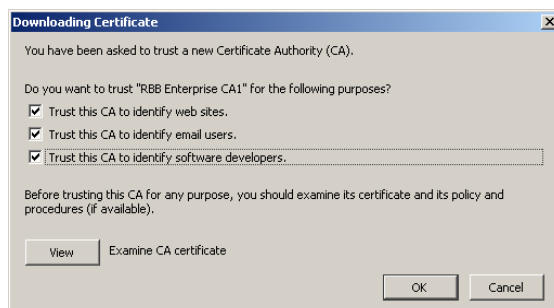 Downloading Certificate
You have been asked to trust a new Certificate Authority (CA).
Do you want to trust "RBB Enterprise CA1" for the following purposes?
Trust this CA to identify web sites.
Trust this CA to identify email users.
Trust this CA to identify software developers.
Before trusting this CA for any purpose, you should examine its certificate and its policy and
procedures (if available).
View Examine CA certificate
OK Cancel